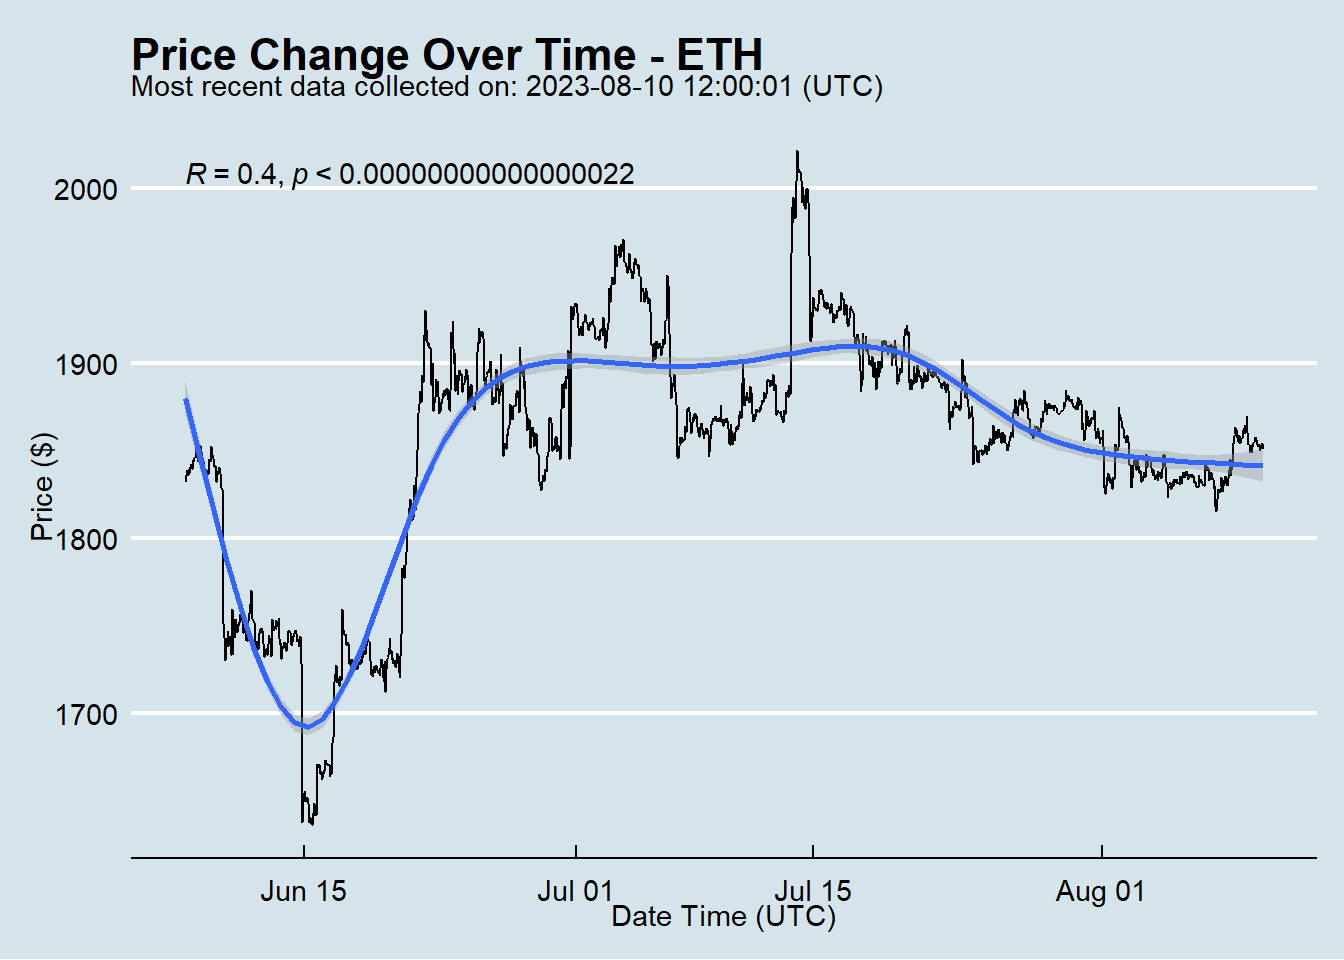 Price Change Over Time - ETH
Most recent data collected on: 2023-08-10 12:00:01 (UTC)
R = 0.4, p < 0.00000000000000022
2000
1900
1800
1700
Price ($)
Jun 15
Jul 01
Jul 15
Aug 01
Date Time (UTC)